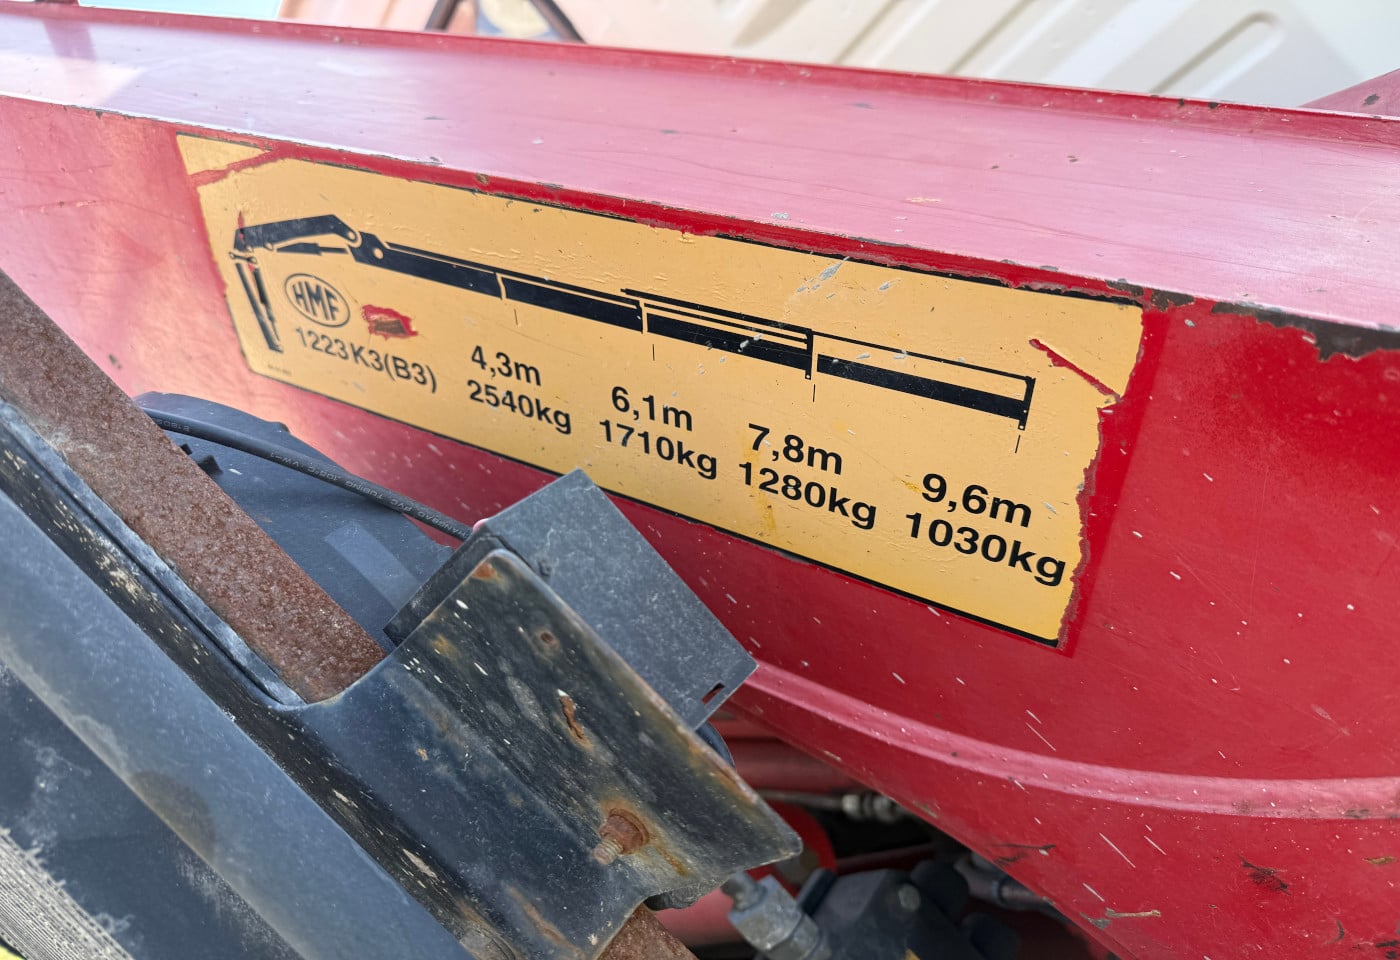 HMF
1223K3(B3)
4,3m
2540kg
6,1m
1710kg
7,8m
1280kg
9,6m
1030kg